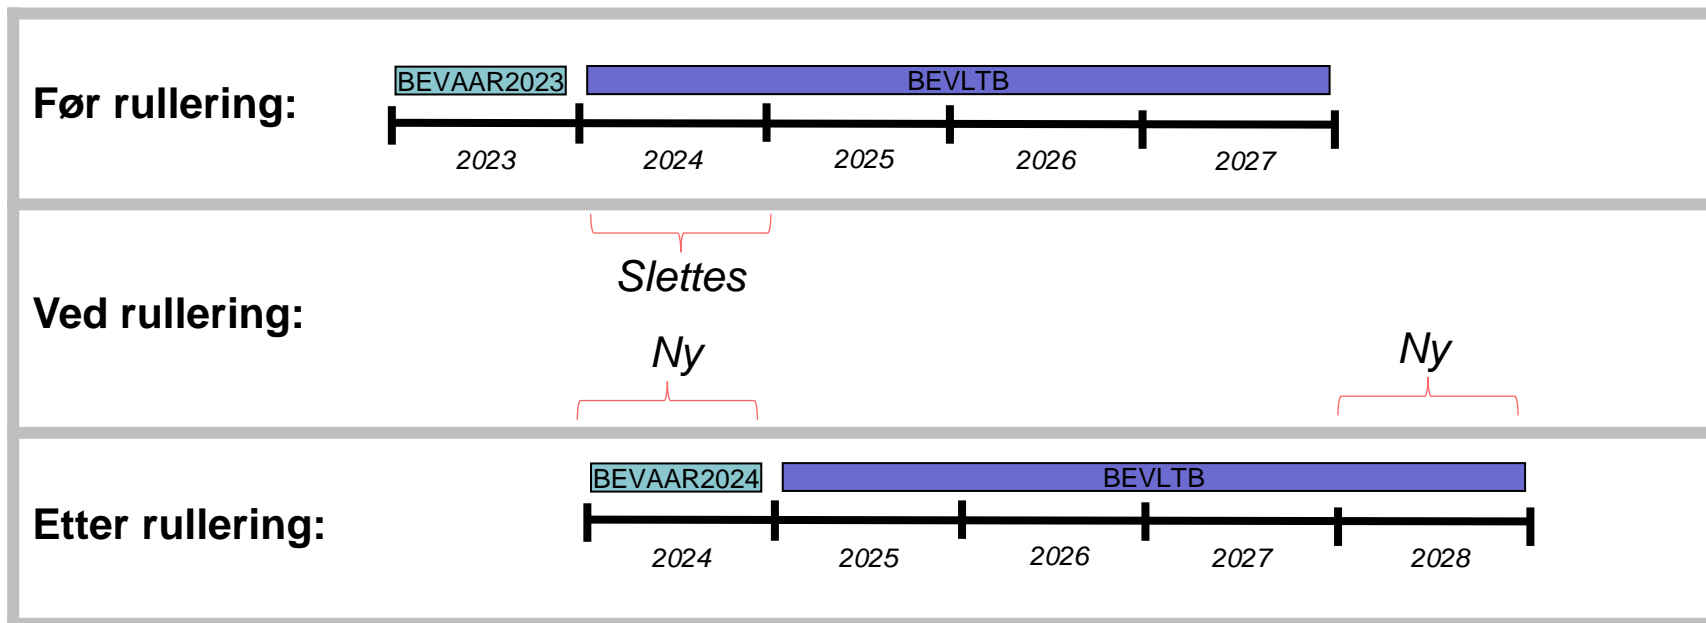 Før rullering:
BEVAAR2023 BEVLTB
2023 2024 2025 2026 2027
Ved rullering:
Slettes
Ny Ny
Etter rullering:
BEVAAR2024 BEVLTB
2024 2025 2026 2027 2028